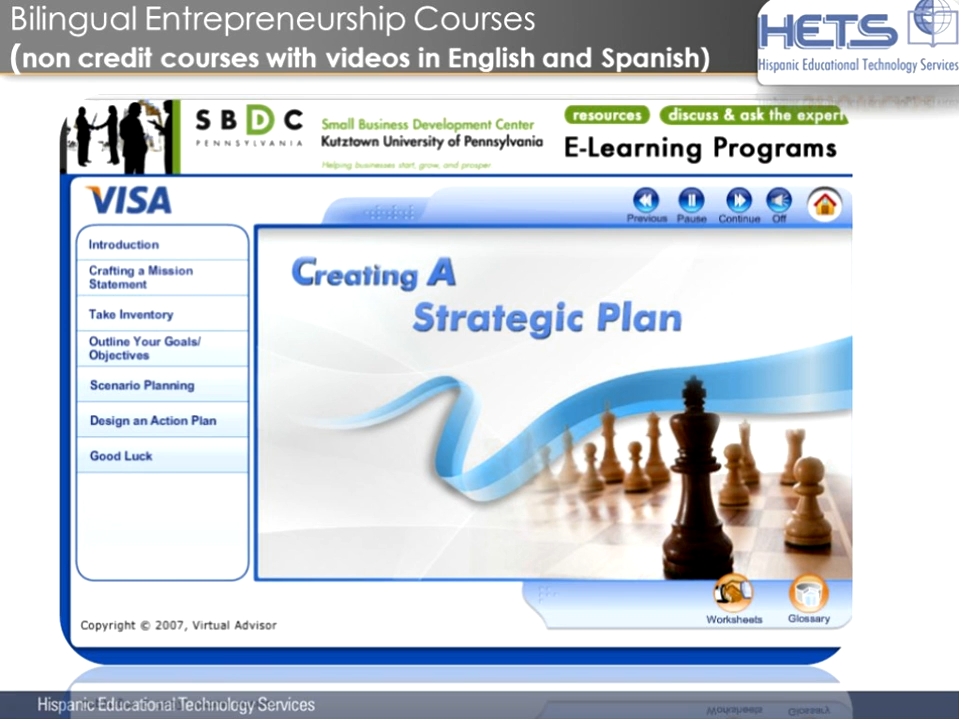 Bilingual Entrepreneurship Courses
(non credit courses with videos in English and Spanish)
HETS
Hispanic Educational Technology Services
SBDC
PENNSYLVANIA
Small Business Development Center
Kutztown University of Pennsylvania
Helping businesses start, grow, and prosper
resources
discuss & ask the expert
E-Learning Programs
VISA
Previous
Pause
Continue
Off
Introduction
Crafting a Mission
Statement
Take Inventory
Outline Your Goals/
Objectives
Scenario Planning
Design an Action Plan
Good Luck
Creating A
Strategic Plan
Worksheets
Glossary
Copyright © 2007, Virtual Advisor
Hispanic Educational Technology Services